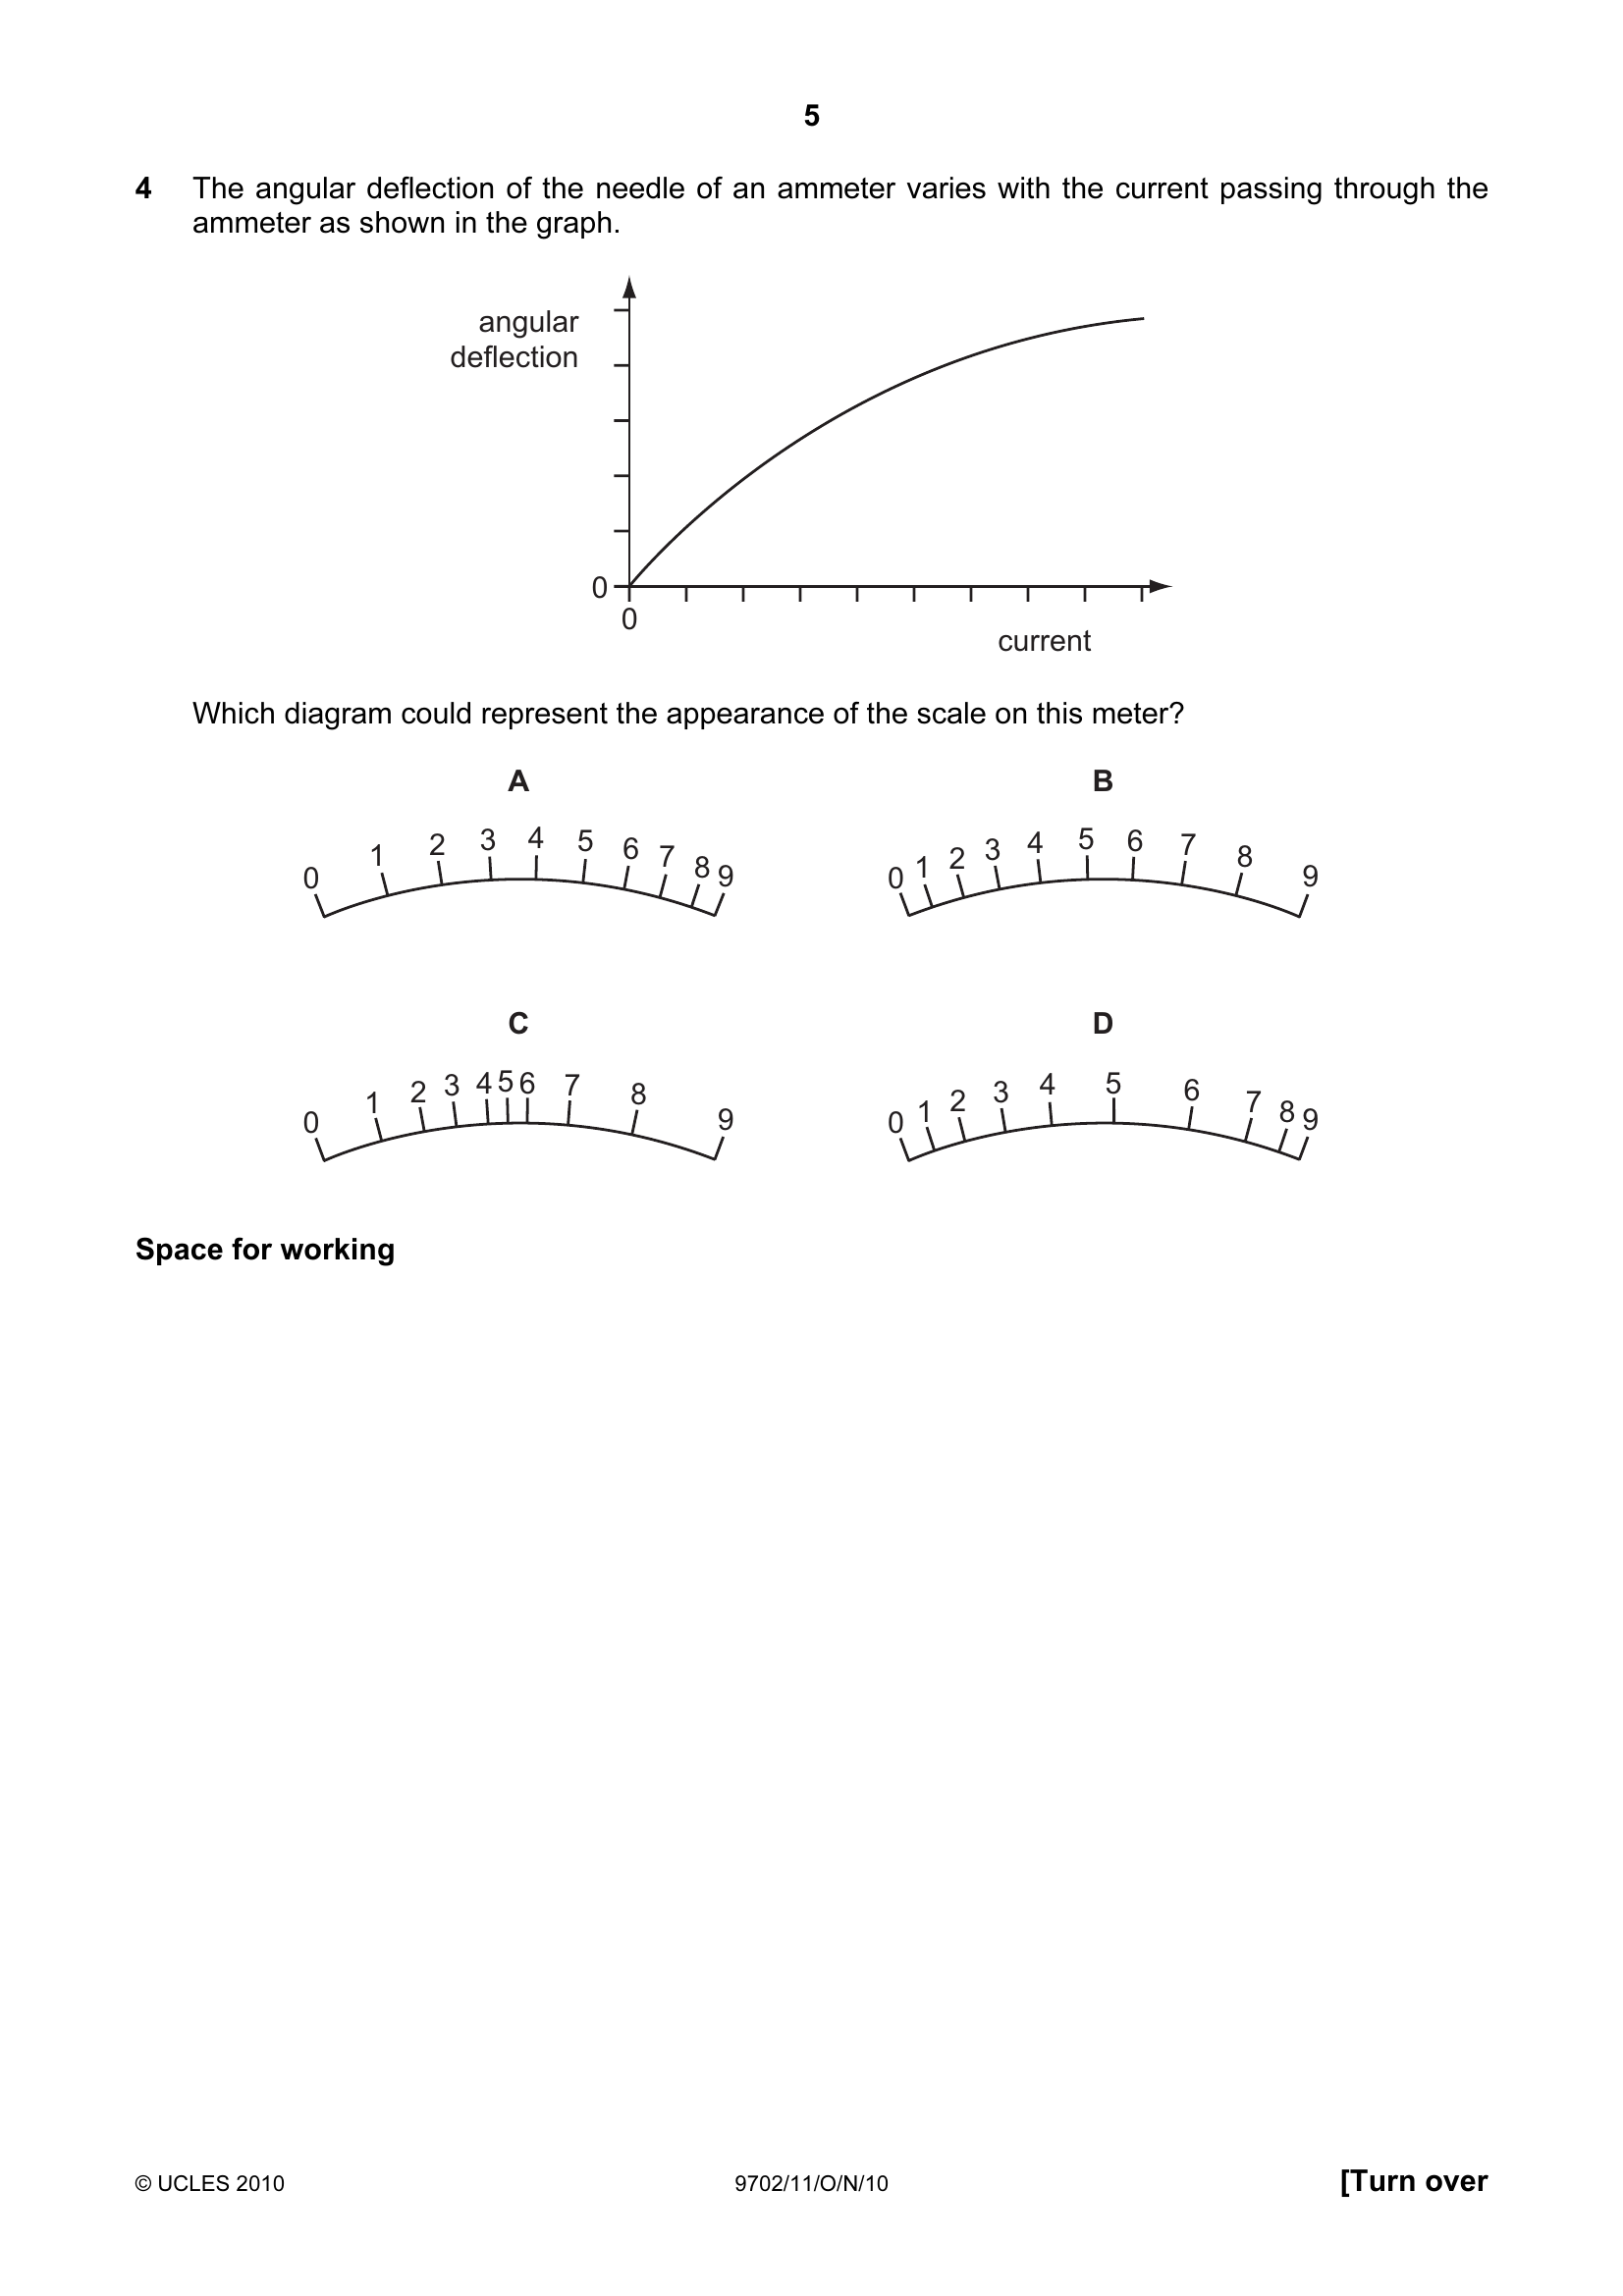 5
4 The angular deflection of the needle of an ammeter varies with the current passing through the
ammeter as shown in the graph.
angular
deflection
0
0
current
Which diagram could represent the appearance of the scale on this meter?
A
0 1 2 3 4 5 6 7 8 9
B
0 1 2 3 4 5 6 7 8 9
C
0 1 2 3 4 5 6 7 8 9
D
0 1 2 3 4 5 6 7 8 9
Space for working
© UCLES 2010 9702/11/O/N/10 [Turn over